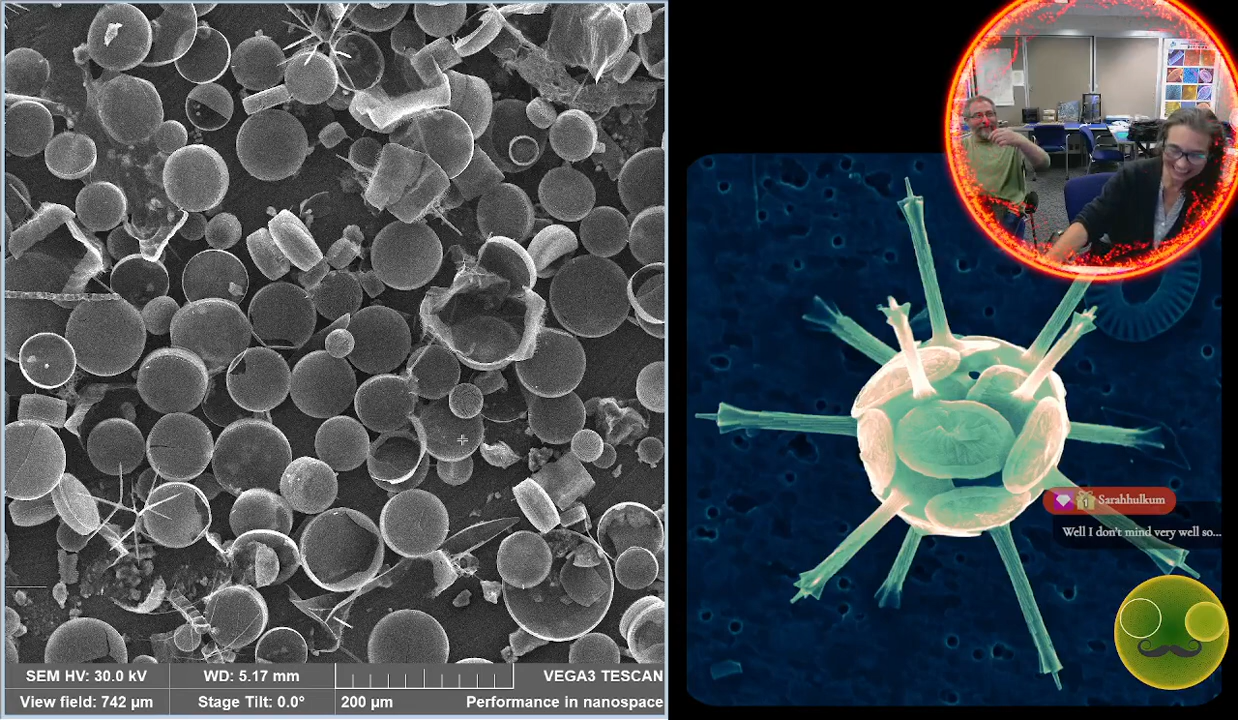 SEM HV: 30.0 kV
WD: 5.17 mm
VEGA3 TESCAN
View field: 742 µm
Stage Tilt: 0.0°
200 µm
Performance in nanospace
1
Sarahhulkum
Well I don't mind very well so...